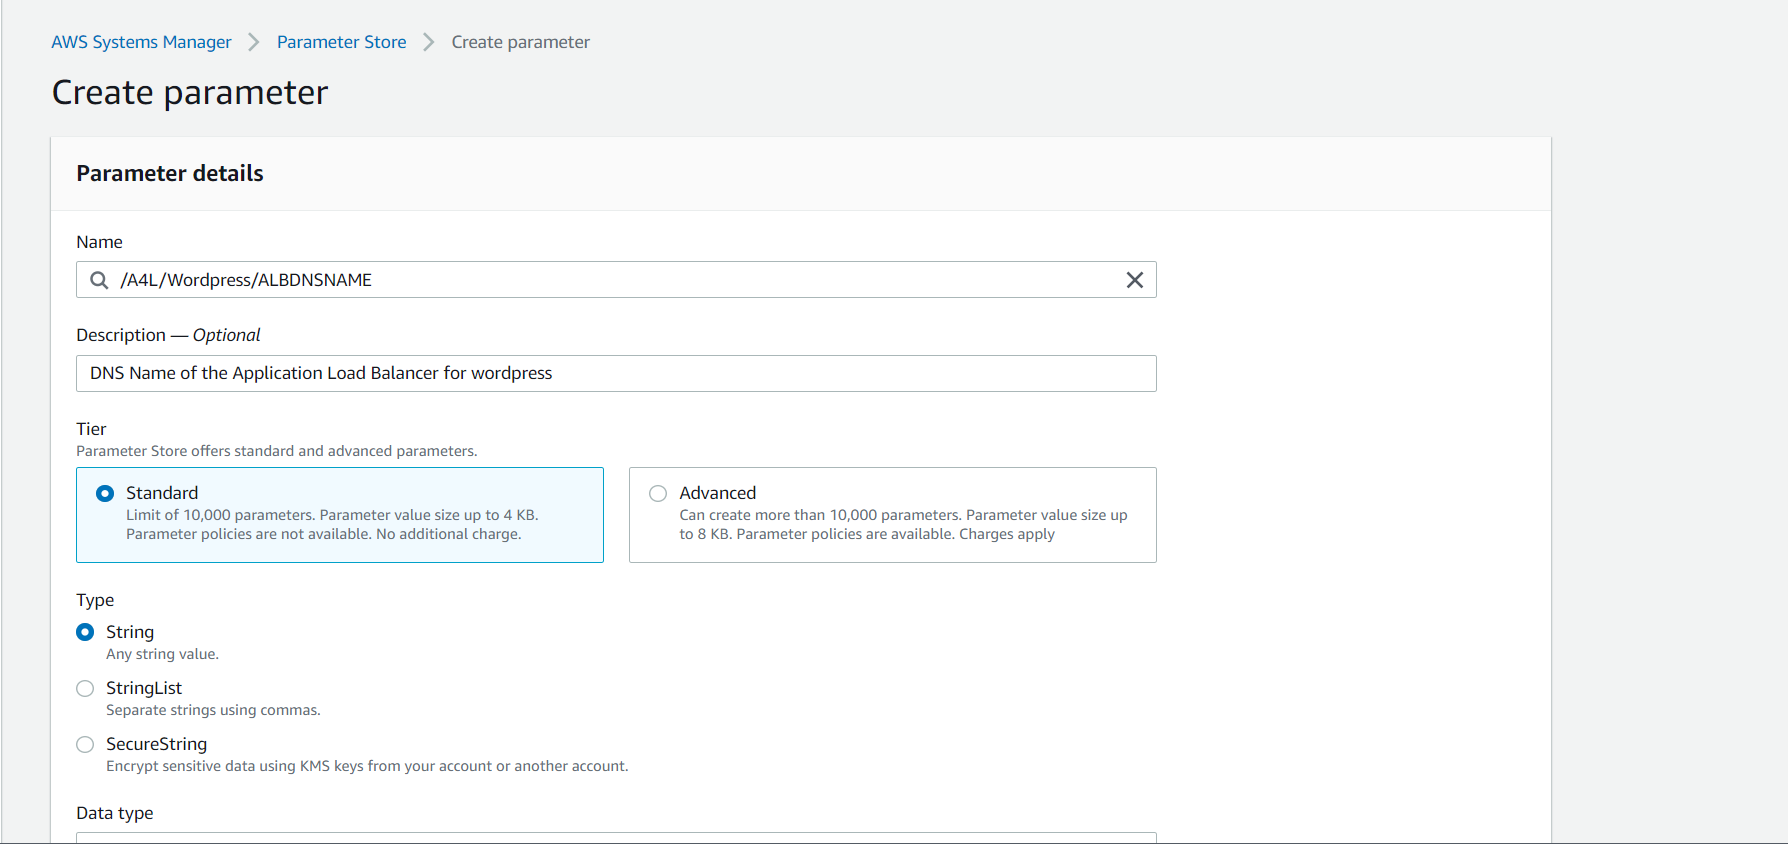 AWS Systems Manager > Parameter Store > Create parameter
Create parameter
Parameter details
Name
/A4L/Wordpress/ALBDNSNAME
Description — Optional
DNS Name of the Application Load Balancer for wordpress
Tier
Parameter Store offers standard and advanced parameters.
Standard
Limit of 10,000 parameters. Parameter value size up to 4 KB.
Parameter policies are not available. No additional charge.
Advanced
Can create more than 10,000 parameters. Parameter value size up
to 8 KB. Parameter policies are available. Charges apply
Type
String
Any string value.
StringList
Separate strings using commas.
SecureString
Encrypt sensitive data using KMS keys from your account or another account.
Data type